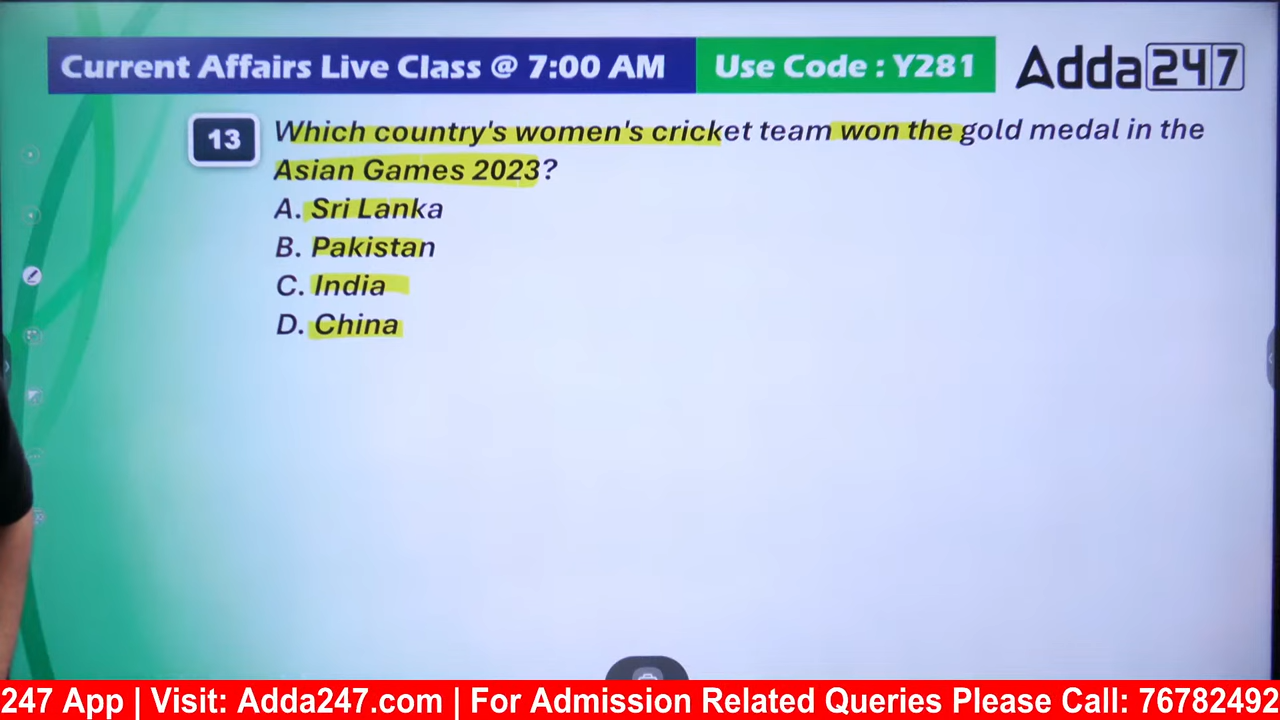 Current Affairs Live Class @ 7:00 AM
Use Code : Y281
Adda247
13
Which country's women's cricket team won the gold medal in the
Asian Games 2023?
A. Sri Lanka
B. Pakistan
C. India
D. China
247 App | Visit: Adda247.com | For Admission Related Queries Please Call: 76782492